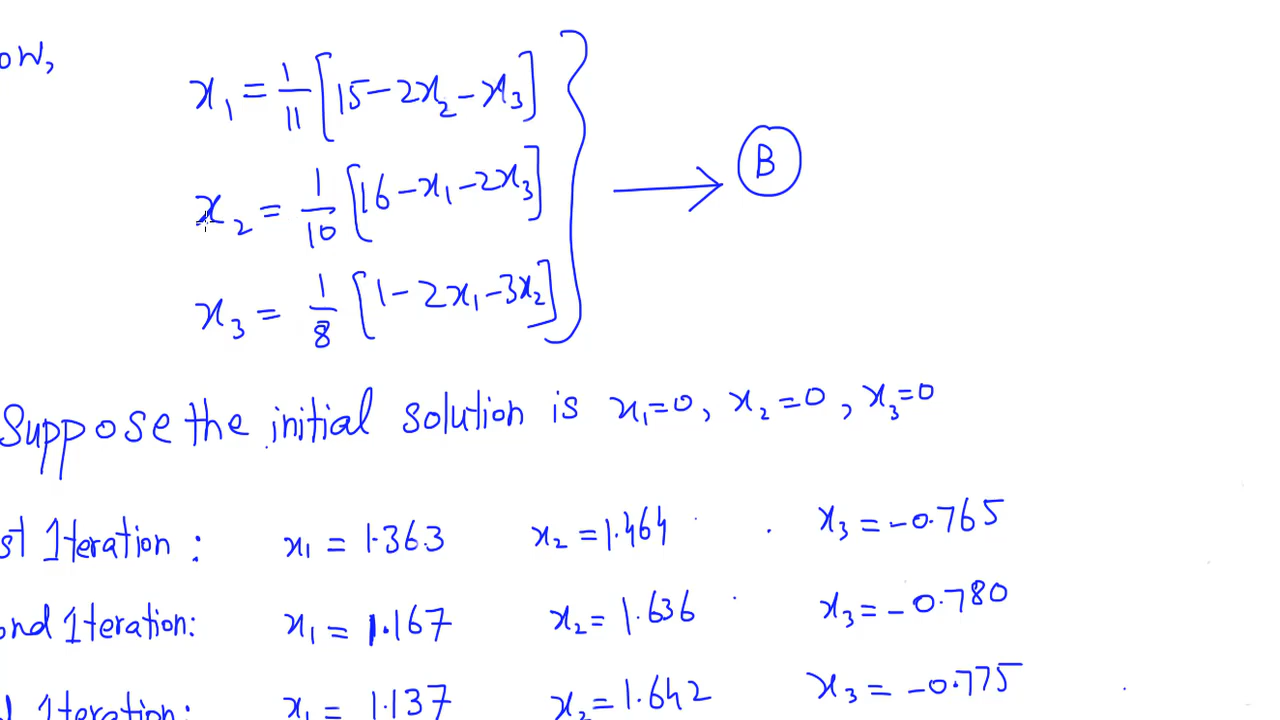 ow,
x₁ = 1/11 [15 - 2x₂ - x₃]
x₂ = 1/10 [16 - x₁ - 2x₃] → B
x₃ = 1/8 [1 - 2x₁ - 3x₂]
Suppose the initial solution is x₁=0, x₂=0, x₃=0
st Iteration: x₁ = 1.363 x₂ = 1.464 x₃ = -0.765
ond Iteration: x₁ = 1.167 x₂ = 1.636 x₃ = -0.780
d Iteration: x₁ = 1.137 x₂ = 1.642 x₃ = -0.775